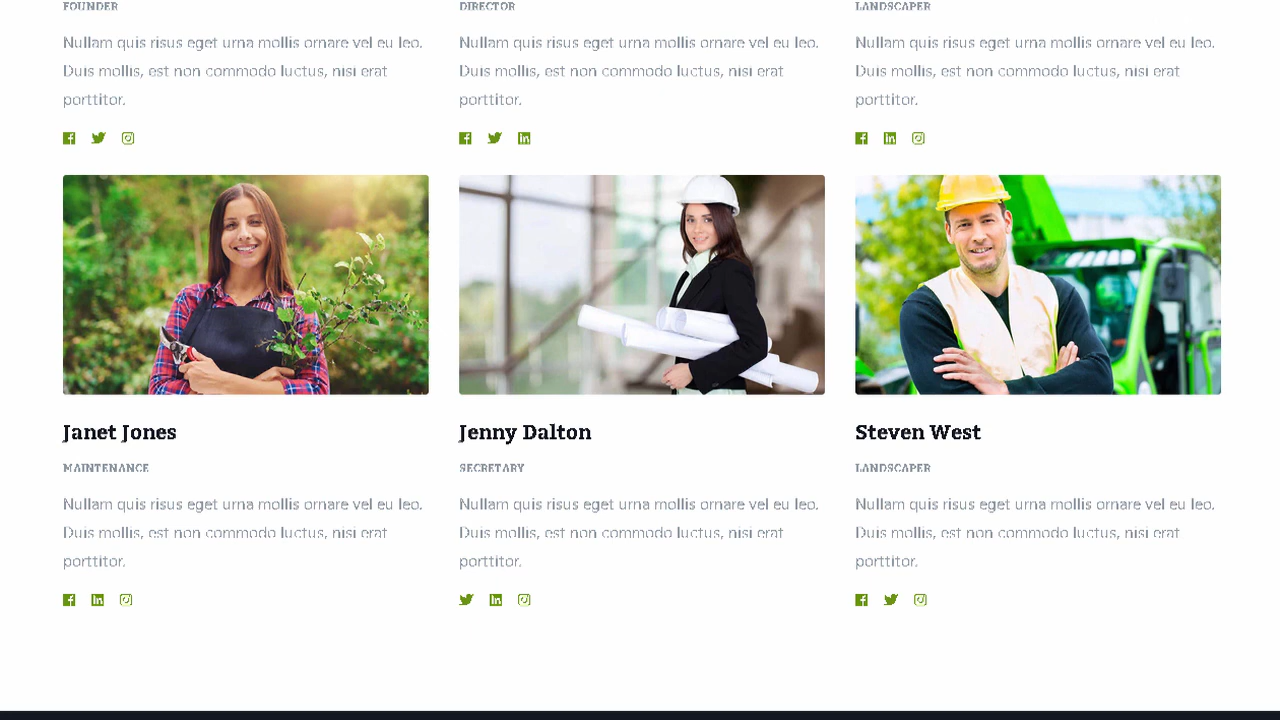 FOUNDER
DIRECTOR
LANDSCAPER
Nullam quis risus eget urna mollis ornare vel eu leo.
Duis mollis, est non commodo luctus, nisi erat
porttitor.
Nullam quis risus eget urna mollis ornare vel eu leo.
Duis mollis, est non commodo luctus, nisi erat
porttitor.
Nullam quis risus eget urna mollis ornare vel eu leo.
Duis mollis, est non commodo luctus, nisi erat
porttitor.
Janet Jones
MAINTENANCE
Nullam quis risus eget urna mollis ornare vel eu leo.
Duis mollis, est non commodo luctus, nisi erat
porttitor.
Jenny Dalton
SECRETARY
Nullam quis risus eget urna mollis ornare vel eu leo.
Duis mollis, est non commodo luctus, nisi erat
porttitor.
Steven West
LANDSCAPER
Nullam quis risus eget urna mollis ornare vel eu leo.
Duis mollis, est non commodo luctus, nisi erat
porttitor.